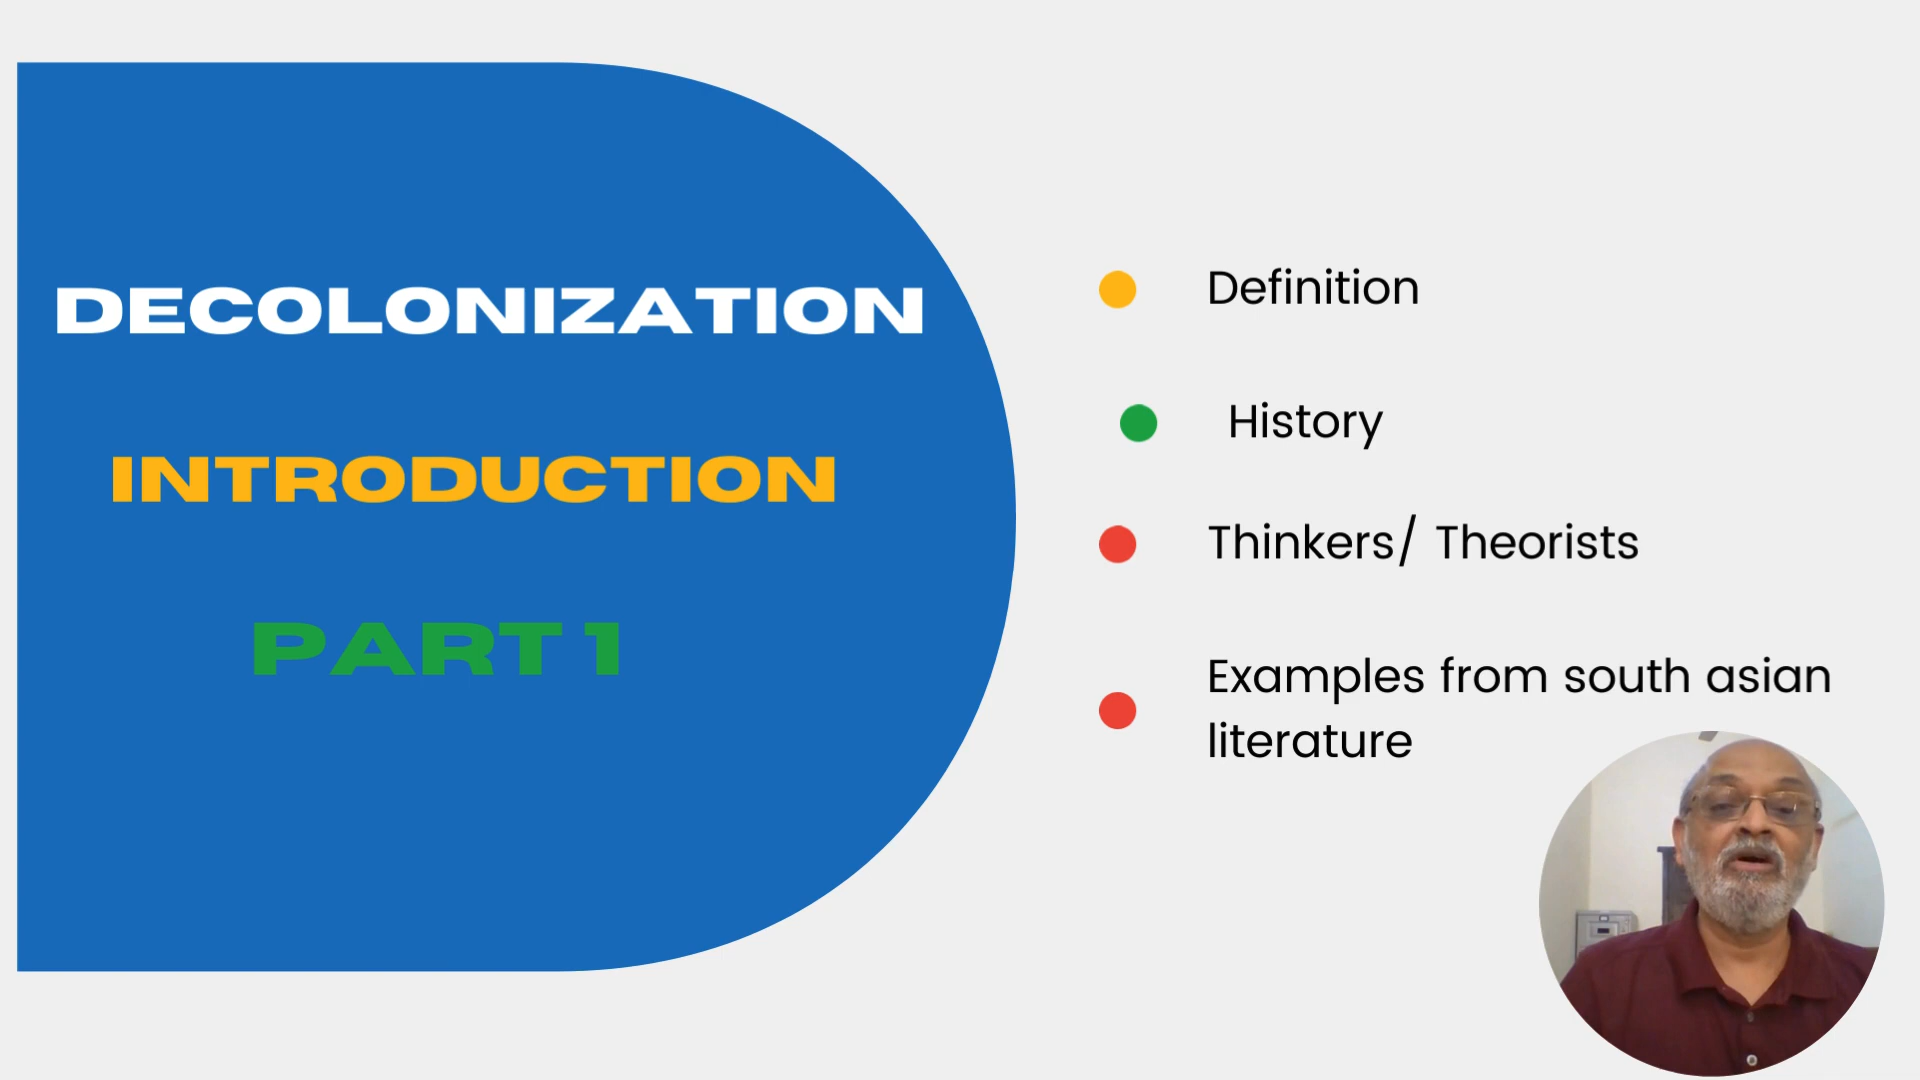 DECOLONIZATION
INTRODUCTION
PART 1
Definition
History
Thinkers/ Theorists
Examples from south asian
literature